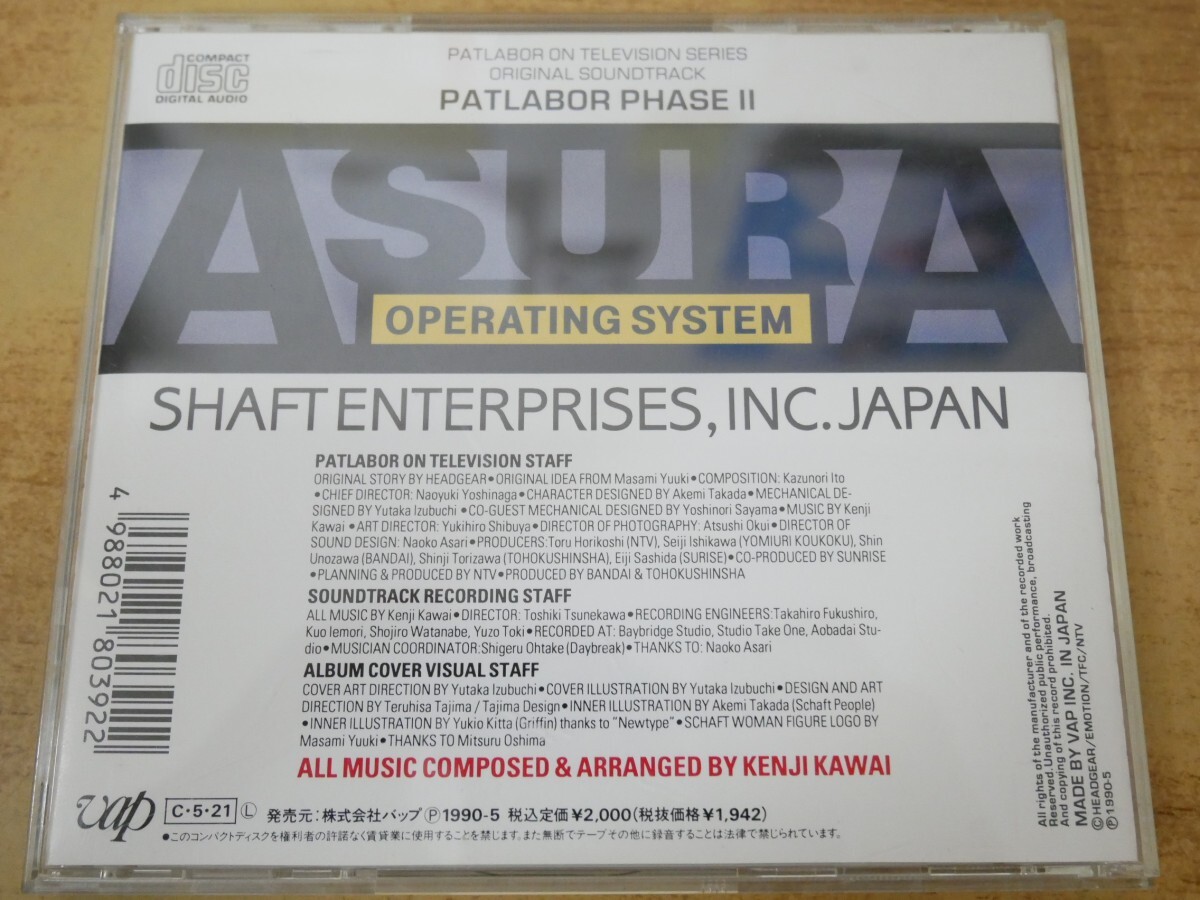 COMPACT
disc
DIGITAL AUDIO
PATLABOR ON TELEVISION SERIES
ORIGINAL SOUNDTRACK
PATLABOR PHASE II
ASURA
OPERATING SYSTEM
SHAFT ENTERPRISES, INC. JAPAN
PATLABOR ON TELEVISION STAFF
ORIGINAL STORY BY HEADGEAR•ORIGINAL IDEA FROM Masami Yuuki•COMPOSITION: Kazunori Ito
•CHIEF DIRECTOR: Naoyuki Yoshinaga•CHARACTER DESIGNED BY Akemi Takada•MECHANICAL DE-
SIGNED BY Yutaka Izubuchi•CO-GUEST MECHANICAL DESIGNED BY Yoshinori Sayama•MUSIC BY Kenji
Kawai•ART DIRECTOR: Yukihiro Shibuya•DIRECTOR OF PHOTOGRAPHY: Atsushi Okui•DIRECTOR OF
SOUND DESIGN: Naoko Asari•PRODUCERS:Toru Horikoshi (NTV), Seiji Ishikawa (YOMIURI KOUKOKU), Shin
Unozawa (BANDAI), Shinji Torizawa (TOHOKUSHINSHA), Eiji Sashida (SURISE)•CO-PRODUCED BY SUNRISE
•PLANNING & PRODUCED BY NTV•PRODUCED BY BANDAI & TOHOKUSHINSHA
SOUNDTRACK RECORDING STAFF
ALL MUSIC BY Kenji Kawai•DIRECTOR: Toshiki Tsunekawa•RECORDING ENGINEERS:Takahiro Fukushiro,
Kuo Iemori, Shojiro Watanabe, Yuzo Toki•RECORDED AT: Baybridge Studio, Studio Take One, Aobadai Stu-
dio•MUSICIAN COORDINATOR:Shigeru Ohtake (Daybreak)•THANKS TO: Naoko Asari
ALBUM COVER VISUAL STAFF
COVER ART DIRECTION BY Yutaka Izubuchi•COVER ILLUSTRATION BY Yutaka Izubuchi•DESIGN AND ART
DIRECTION BY Teruhisa Tajima / Tajima Design•INNER ILLUSTRATION BY Akemi Takada (Schaft People)
•INNER ILLUSTRATION BY Yukio Kitta (Griffin) thanks to "Newtype"•SCHAFT WOMAN FIGURE LOGO BY
Masami Yuuki•THANKS TO Mitsuru Oshima
ALL MUSIC COMPOSED & ARRANGED BY KENJI KAWAI
4 988021 803922
vap
C•5•21 Ⓛ 発売元:株式会社バップ Ⓟ1990-5 税込定価¥2,000(税抜価格¥1,942)
●このコンパクトディスクを権利者の許諾なく賃貸業に使用することを禁じます。また無断でテープその他に録音することは法律で禁じられています。
All rights of the manufacturer and of the recorded work
Reserved. Unauthorized public performance, broadcasting
And copying of this record prohibited.
MADE BY VAP INC. IN JAPAN
©HEADGEAR/EMOTION/TFC/NTV
Ⓟ1990-5